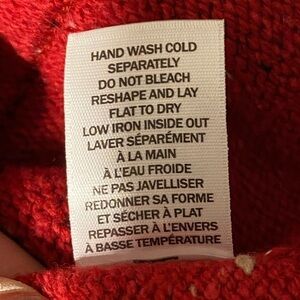 HAND WASH COLD
SEPARATELY
DO NOT BLEACH
RESHAPE AND LAY
FLAT TO DRY
LOW IRON INSIDE OUT
LAVER SÉPARÉMENT
À LA MAIN
À L'EAU FROIDE
NE PAS JAVELLISER
REDONNER SA FORME
ET SÉCHER À PLAT
REPASSER À L'ENVERS
À BASSE TEMPÉRATURE